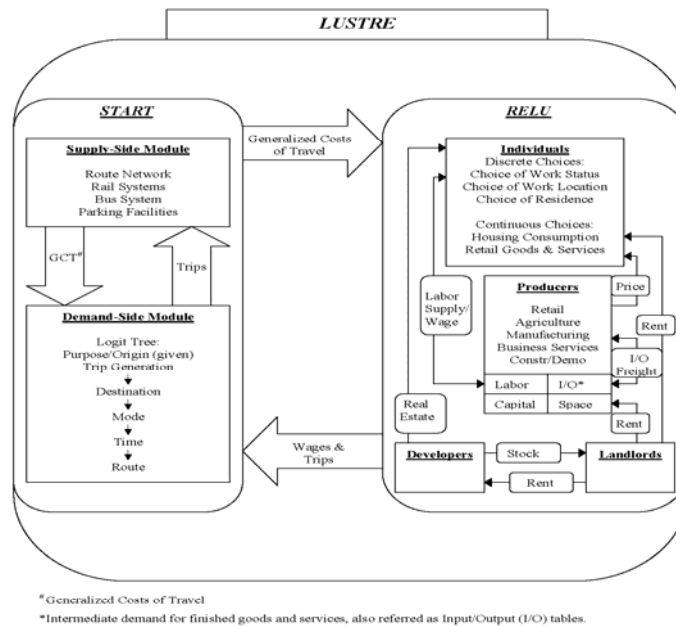 LUSTRE
START
Supply-Side Module
Route Network
Rail Systems
Bus System
Parking Facilities
GCT#
Trips
Demand-Side Module
Logit Tree:
Purpose/Origin (given)
Trip Generation
Destination
Mode
Time
Route
Generalized Costs
of Travel
Wages &
Trips
RELU
Individuals
Discrete Choices:
Choice of Work Status
Choice of Work Location
Choice of Residence
Continuous Choices:
Housing Consumption
Retail Goods & Services
Labor
Supply/
Wage
Price
Rent
Producers
Retail
Agriculture
Manufacturing
Business Services
Constr/Demo
I/O
Freight
Labor I/O*
Capital Space
Real
Estate
Rent
Developers
Stock
Landlords
Rent
# Generalized Costs of Travel
*Intermediate demand for finished goods and services, also referred as Input/Output (I/O) tables.